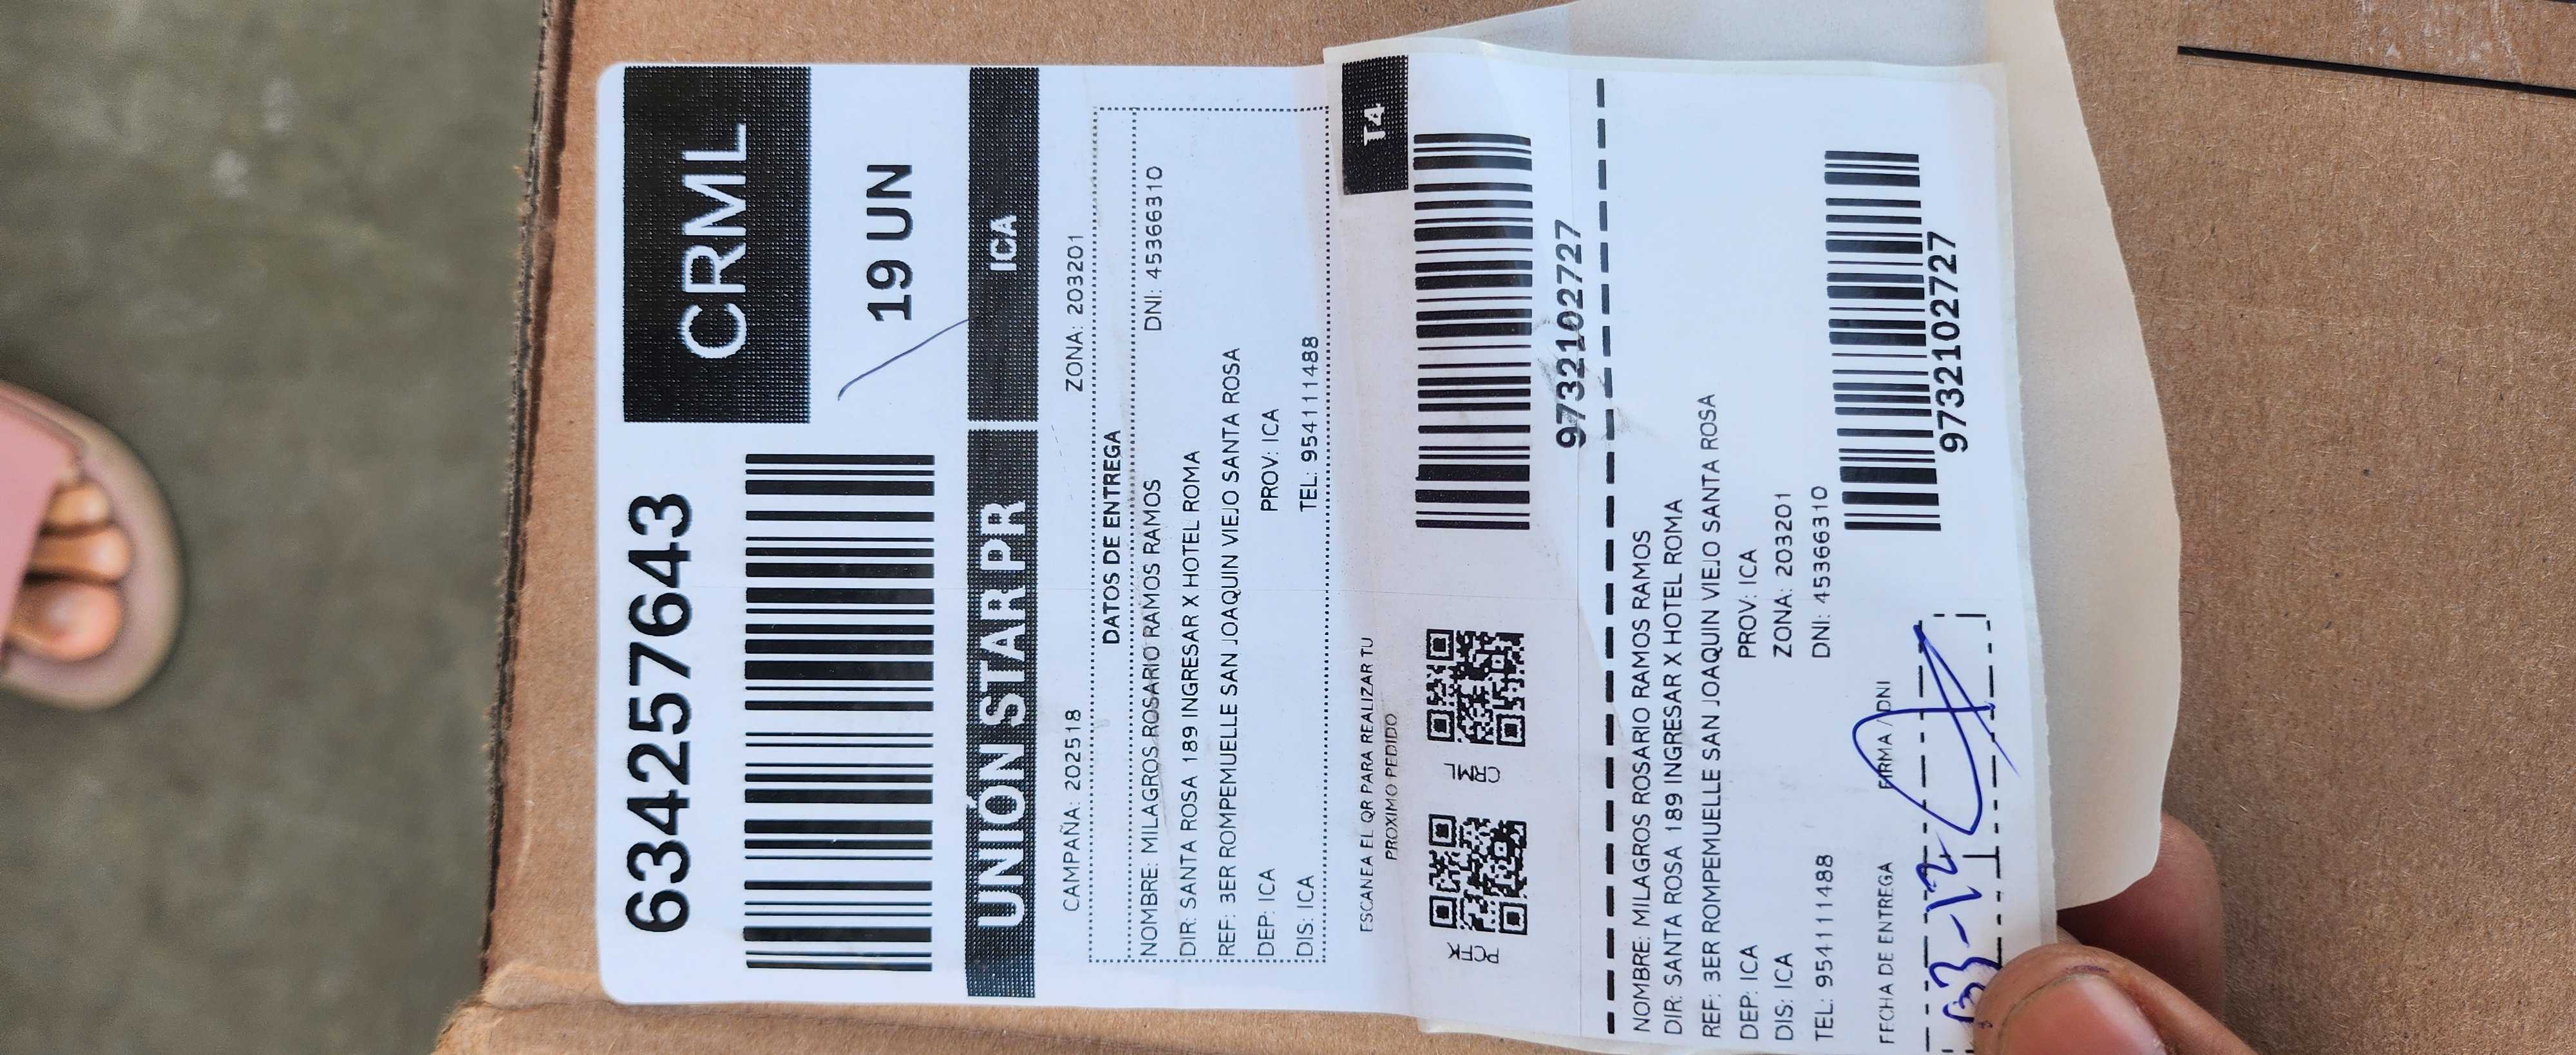 634257643
CRML
19 UN
UNIÓN STAR PR
ICA
CAMPAÑA: 202518 ZONA: 203201
DATOS DE ENTREGA
NOMBRE: MILAGROS ROSARIO RAMOS RAMOS
DNI: 45366310
DIR: SANTA ROSA 189 INGRESAR X HOTEL ROMA
REF: 3ER ROMPEMUELLE SAN JOAQUIN VIEJO SANTA ROSA
DEP: ICA PROV: ICA
DIS: ICA TEL: 954111488
T4
ESCANEA EL QR PARA REALIZAR TU
PROXIMO PEDIDO
CRML
9732102727
NOMBRE: MILAGROS ROSARIO RAMOS RAMOS
DIR: SANTA ROSA 189 INGRESAR X HOTEL ROMA
REF: 3ER ROMPEMUELLE SAN JOAQUIN VIEJO SANTA ROSA
DEP: ICA PROV: ICA
DIS: ICA ZONA: 203201
TEL: 954111488 DNI: 45366310
FECHA DE ENTREGA FIRMA / DNI
9732102727